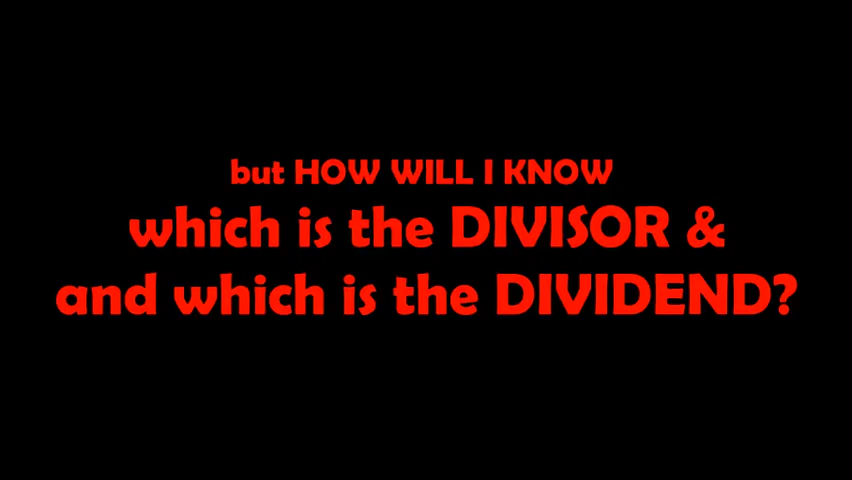 but HOW WILL I KNOW
which is the DIVISOR &
and which is the DIVIDEND?